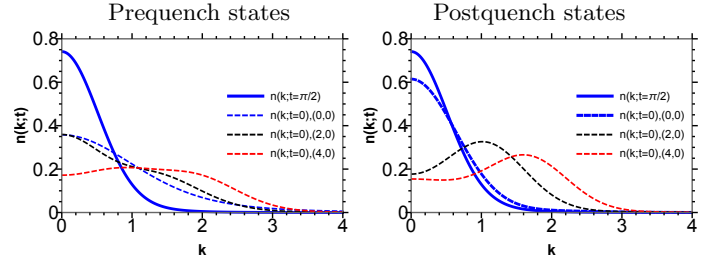 Prequench states
Postquench states
0.8
0.6
0.4
0.2
0
n(k;t)
0 1 2 3 4
k
n(k;t=π/2)
n(k;t=0),(0,0)
n(k;t=0),(2,0)
n(k;t=0),(4,0)
0.8
0.6
0.4
0.2
0
n(k;t)
0 1 2 3 4
k
n(k;t=π/2)
n(k;t=0),(0,0)
n(k;t=0),(2,0)
n(k;t=0),(4,0)